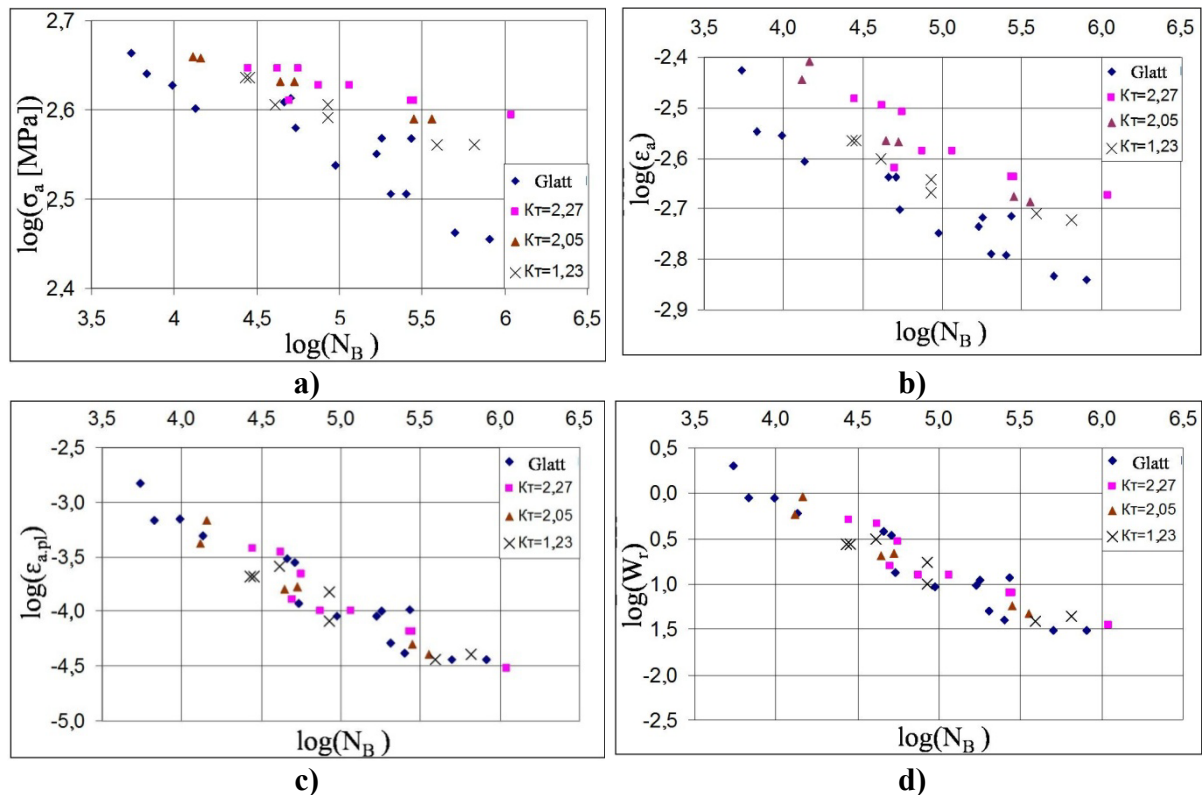 2,7
2,6
2,5
2,4
log(σa [MPa])
Glatt
Kт=2,27
Kт=2,05
Kт=1,23
3,5 4 4,5 5 5,5 6 6,5
log(NB )
a)
3,5 4,0 4,5 5,0 5,5 6,0 6,5
-2,4
-2,5
-2,6
-2,7
-2,8
-2,9
log(εa)
Glatt
Kт=2,27
Kт=2,05
Kт=1,23
log(NB )
b)
3,5 4,0 4,5 5,0 5,5 6,0 6,5
-2,5
-3,0
-3,5
-4,0
-4,5
-5,0
log(εa.pl)
Glatt
Kт=2,27
Kт=2,05
Kт=1,23
log(NB )
c)
3,5 4,0 4,5 5,0 5,5 6,0 6,5
0,5
0,0
0,5
1,0
1,5
-2,0
-2,5
log(Wr)
Glatt
Kт=2,27
Kт=2,05
Kт=1,23
log(NB )
d)